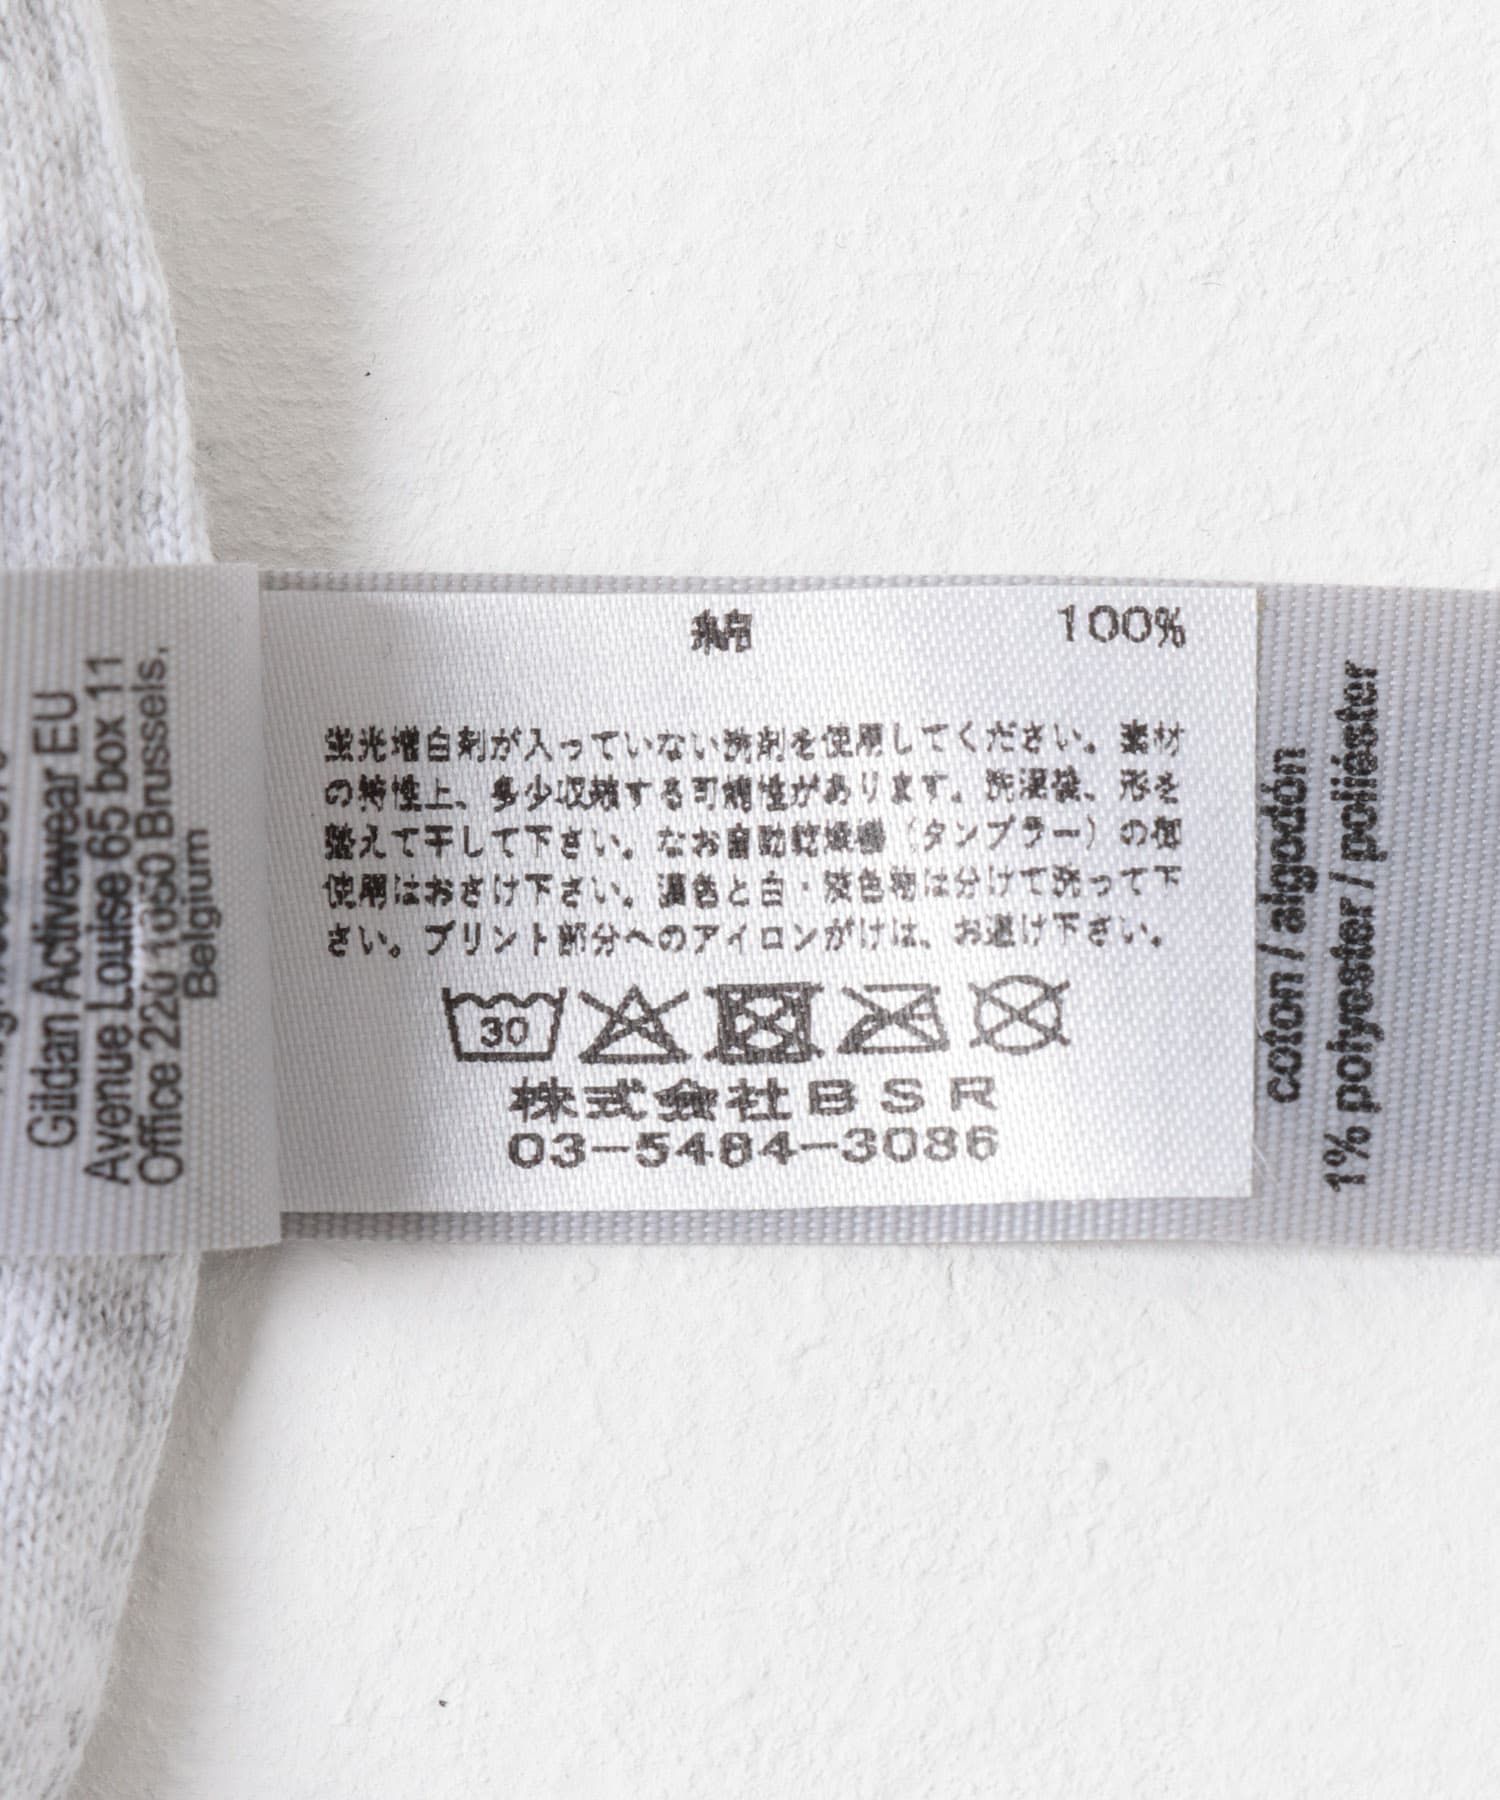 Gildan Activewear EU
Avenue Louise 65 box 11
Office 220 1050 Brussels.
Belgium
綿 100%
蛍光増白剤が入っていない洗剤を使用してください。素材
の特性上、多少収縮する可能性があります。洗濯後、形を
整えて干して下さい。なお自動乾燥機（タンブラー）の御
使用はおさけ下さい。濃色と白・淡色物は分けて洗って下
さい。プリント部分へのアイロンがけは、お避け下さい。
30
株式会社BSR
03-5484-3086
coton / algodón
1% polyester / poliéster